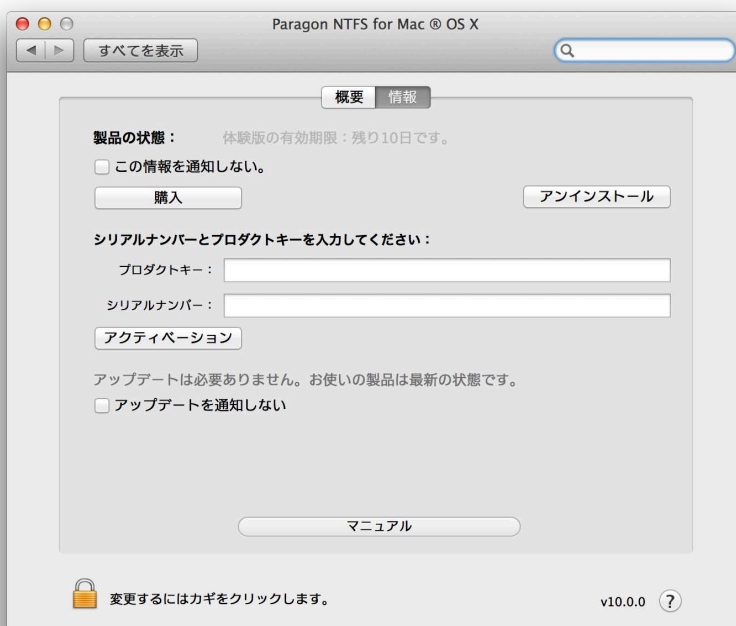 Paragon NTFS for Mac ® OS X
すべてを表示
概要 情報
製品の状態： 体験版の有効期限：残り10日です。
この情報を通知しない。
購入 アンインストール
シリアルナンバーとプロダクトキーを入力してください：
プロダクトキー：
シリアルナンバー：
アクティベーション
アップデートは必要ありません。お使いの製品は最新の状態です。
アップデートを通知しない
マニュアル
変更するにはカギをクリックします。 v10.0.0 ?